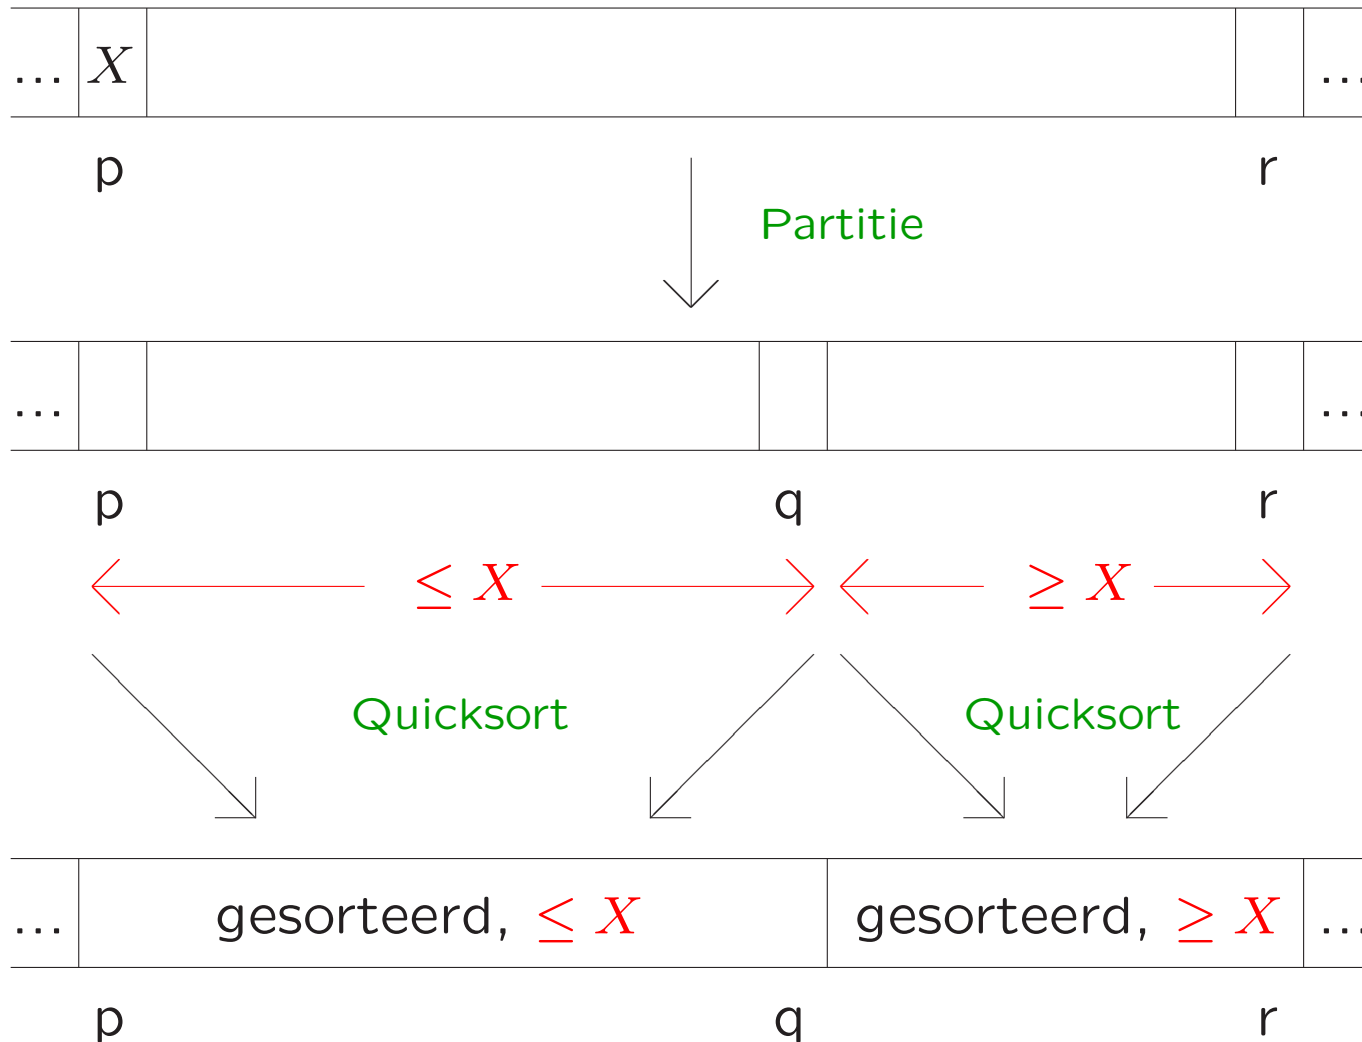 ... X ...
p r
Partitie
... ...
p q r
≤ X ≥ X
Quicksort Quicksort
... gesorteerd, ≤ X gesorteerd, ≥ X ...
p q r